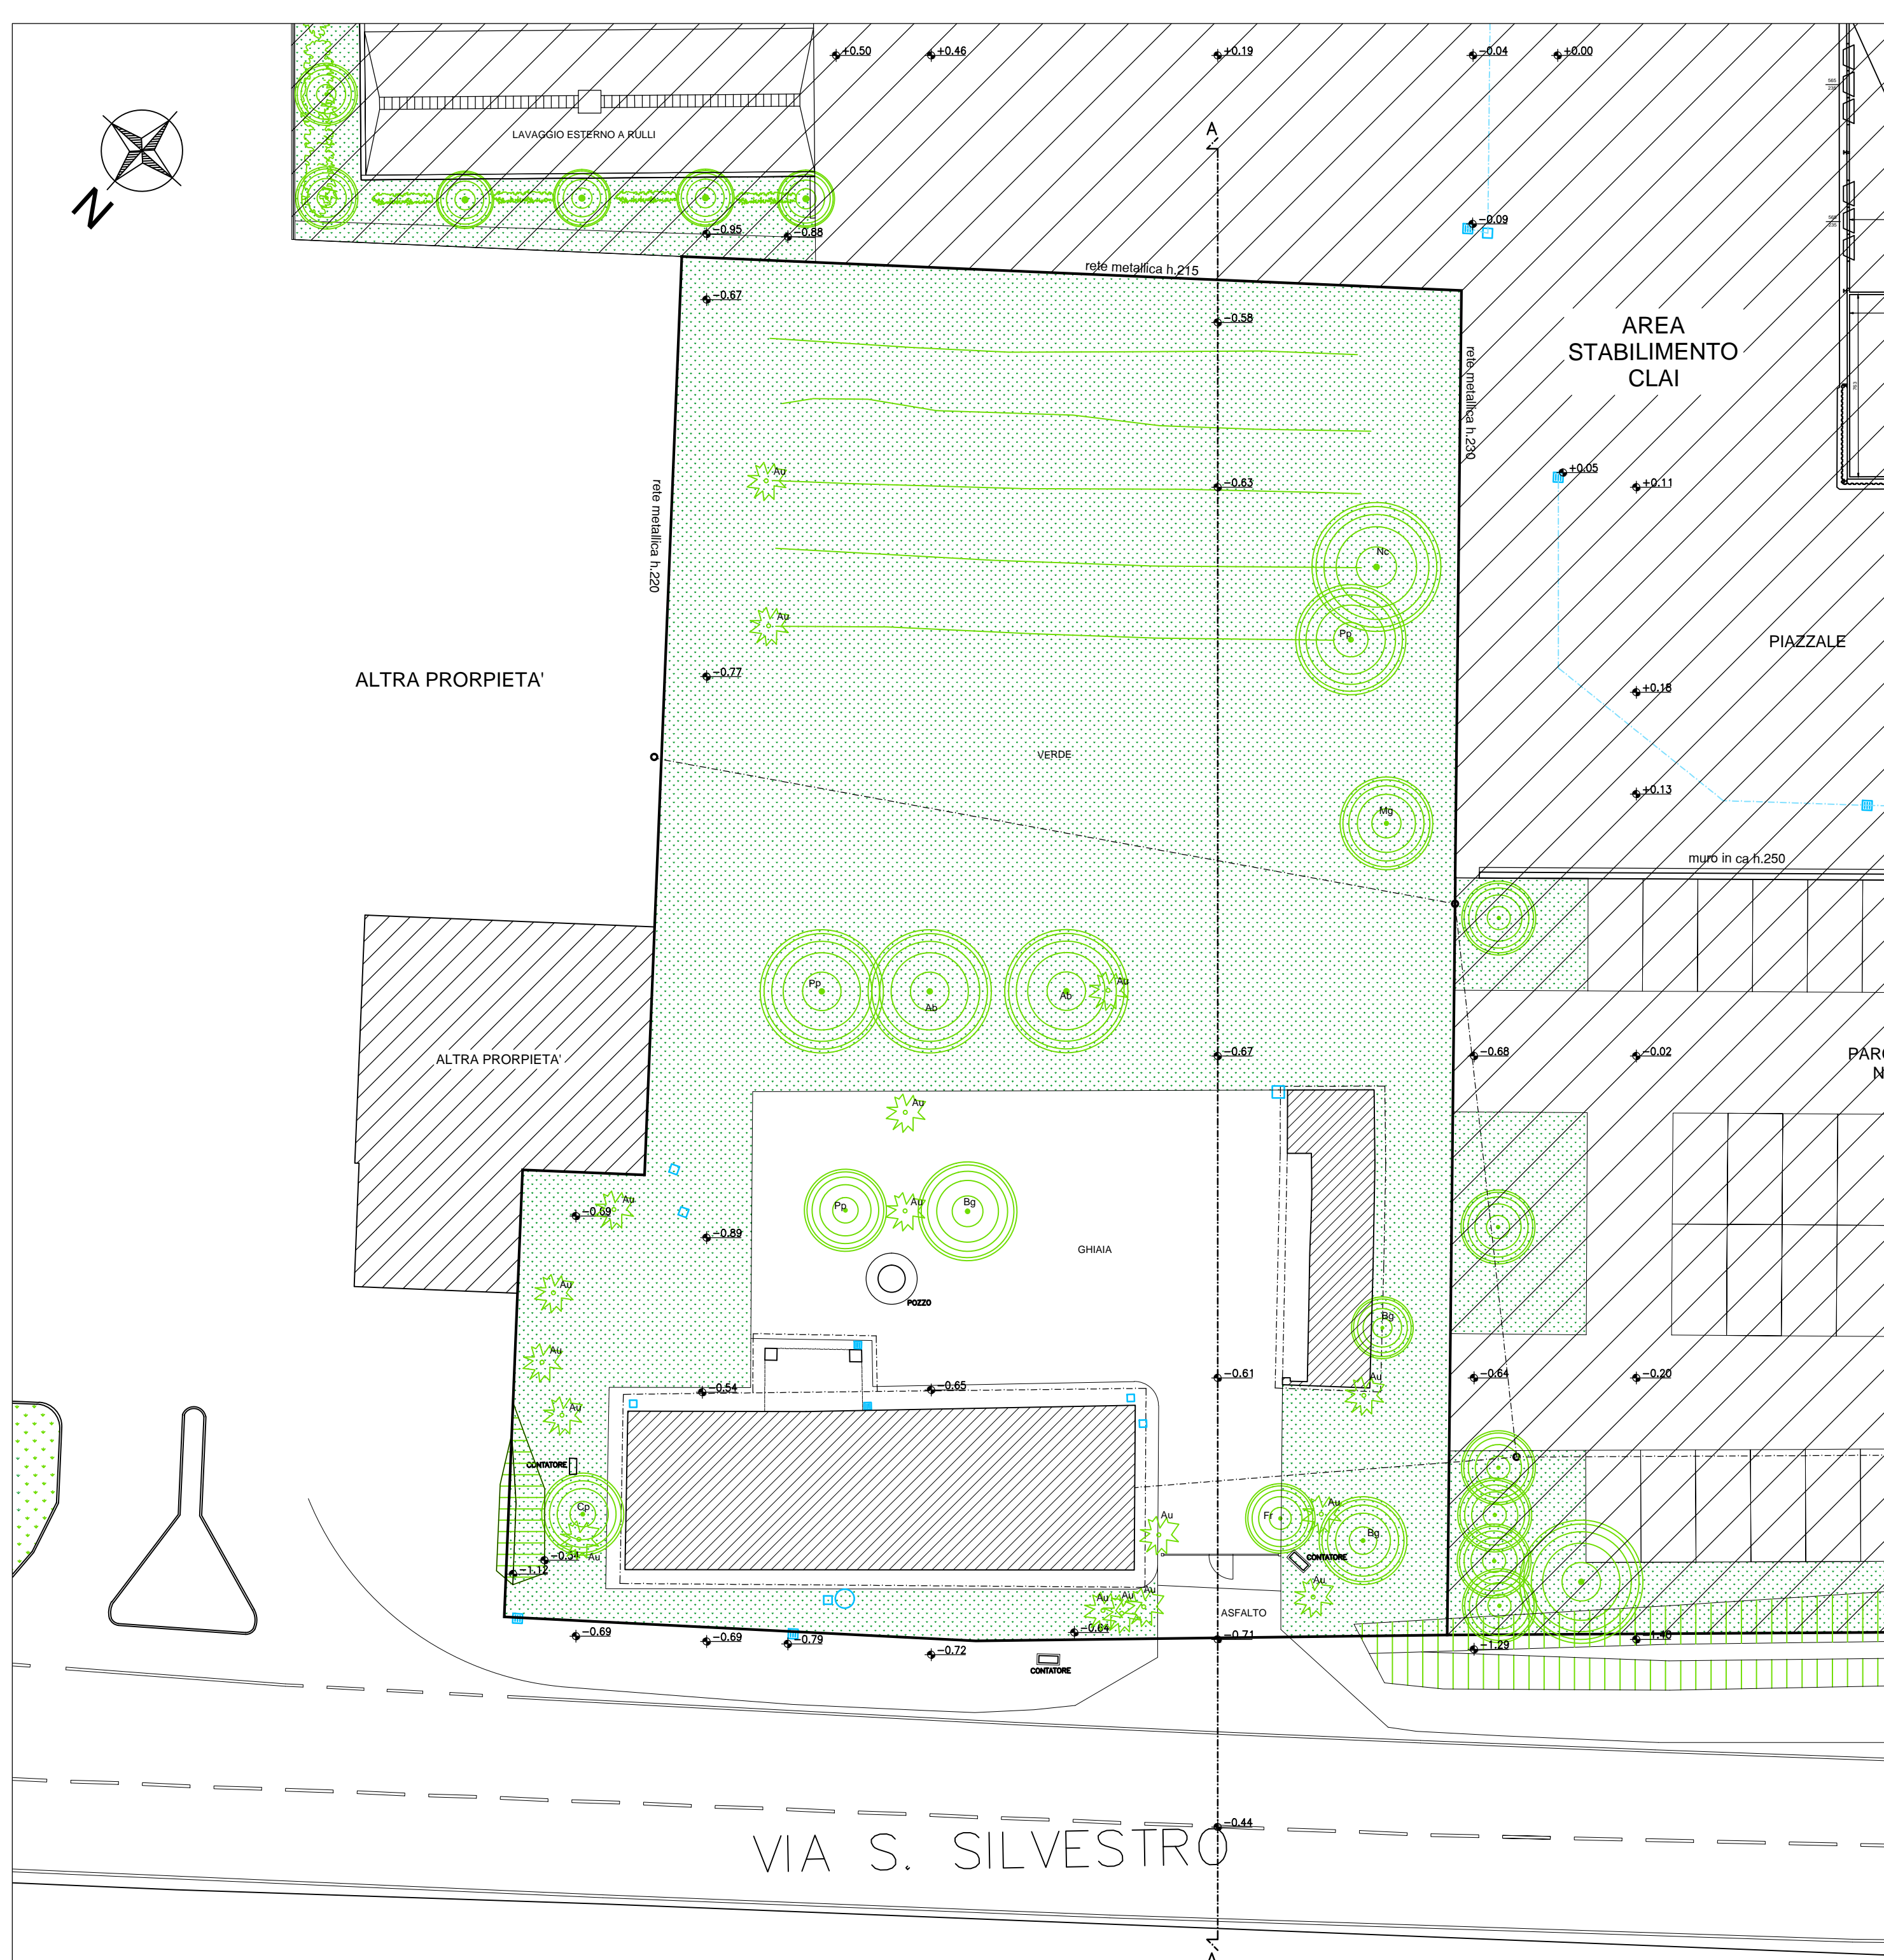 +0.50
+0.46
+0.19
-0.04
+0.00
565
235
LAVAGGIO ESTERNO A RULLI
A
N
-0.95
-0.88
-0.09
565
235
rete metallica h.215
-0.67
-0.58
AREA
STABILIMENTO
CLAI
rete metallica h.230
763
Au
+0.05
+0.11
-0.63
rete metallica h.220
Nc
Au
Pp
PIAZZALE
ALTRA PRORPIETA'
-0.77
+0.18
VERDE
+0.13
Mg
muro in ca h.250
Pp
Ab
Ab
Au
ALTRA PRORPIETA'
-0.67
-0.68
-0.02
Au
Au
-0.69
Pp
Au
Bg
-0.89
GHIAIA
Au
POZZO
Bg
Au
-0.54
-0.65
-0.61
Au
-0.64
-0.20
Au
CONTATORE
Cp
Au
Fr
Au
Bg
-0.54
Au
CONTATORE
-1.12
Au
Au
Au
Au
ASFALTO
-0.69
-0.69
-0.79
-0.72
-0.64
-0.71
-1.29
CONTATORE
-0.44
VIA S. SILVESTRO